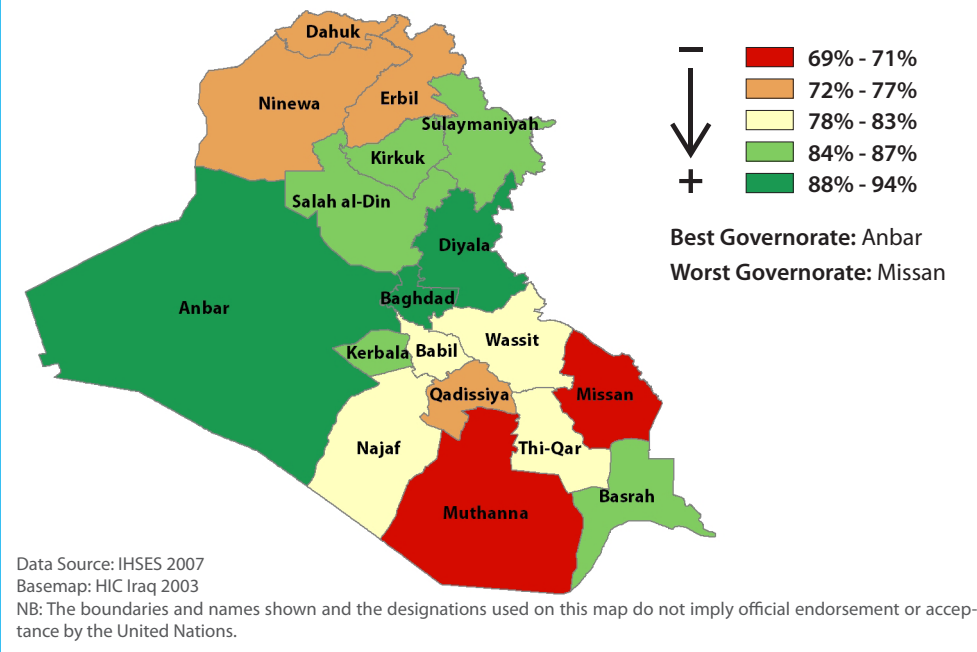 Dahuk
Ninewa
Erbil
Sulaymaniyah
Kirkuk
Salah al-Din
Diyala
Anbar
Baghdad
Kerbala
Babil
Wassit
Qadissiya
Missan
Najaf
Thi-Qar
Muthanna
Basrah
−
+
69% - 71%
72% - 77%
78% - 83%
84% - 87%
88% - 94%
Best Governorate: Anbar
Worst Governorate: Missan
Data Source: IHSES 2007
Basemap: HIC Iraq 2003
NB: The boundaries and names shown and the designations used on this map do not imply official endorsement or accep-
tance by the United Nations.